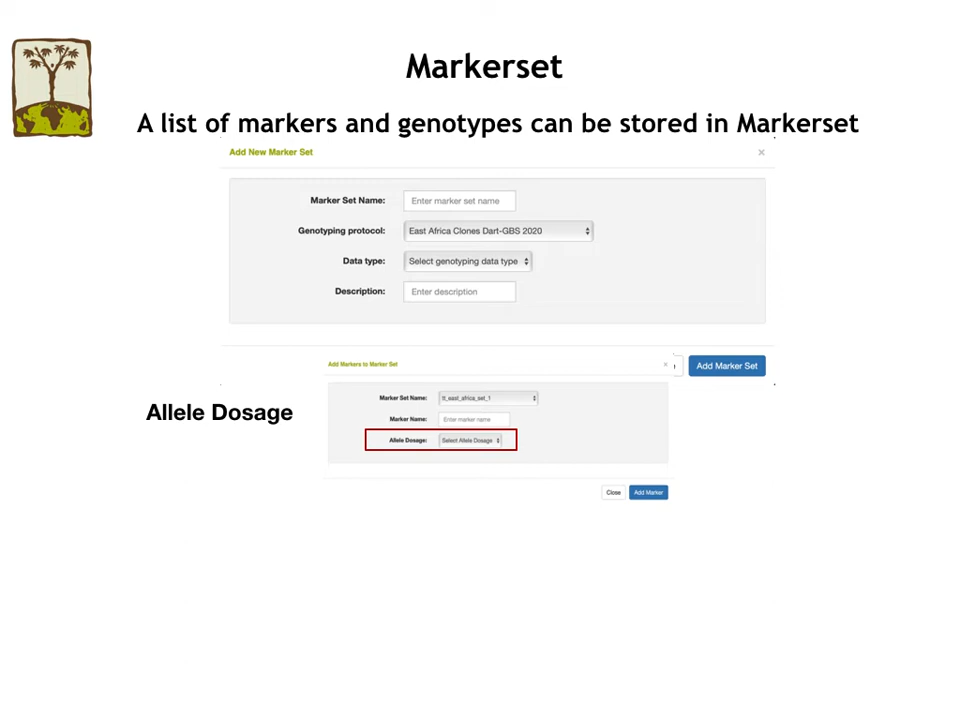 Markerset
A list of markers and genotypes can be stored in Markerset
Add New Marker Set ×
Marker Set Name: Enter marker set name
Genotyping protocol: East Africa Clones Dart-GBS 2020
Data type: Select genotyping data type
Description: Enter description
Add Marker Set
Add Markers to Marker Set ×
Marker Set Name: tt_east_africa_set_1
Allele Dosage
Marker Name: Enter marker name
Allele Dosage: Select Allele Dosage
Close Add Marker